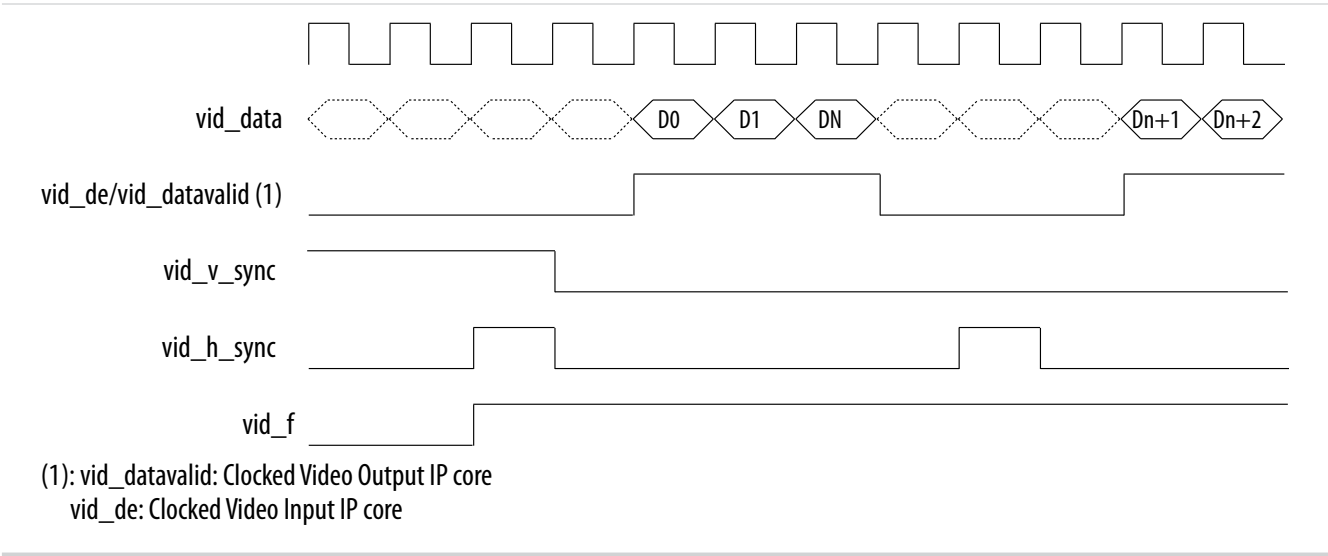 vid_data D0 D1 DN Dn+1 Dn+2
vid_de/vid_datavalid (1)
vid_v_sync
vid_h_sync
vid_f
(1): vid_datavalid: Clocked Video Output IP core
vid_de: Clocked Video Input IP core